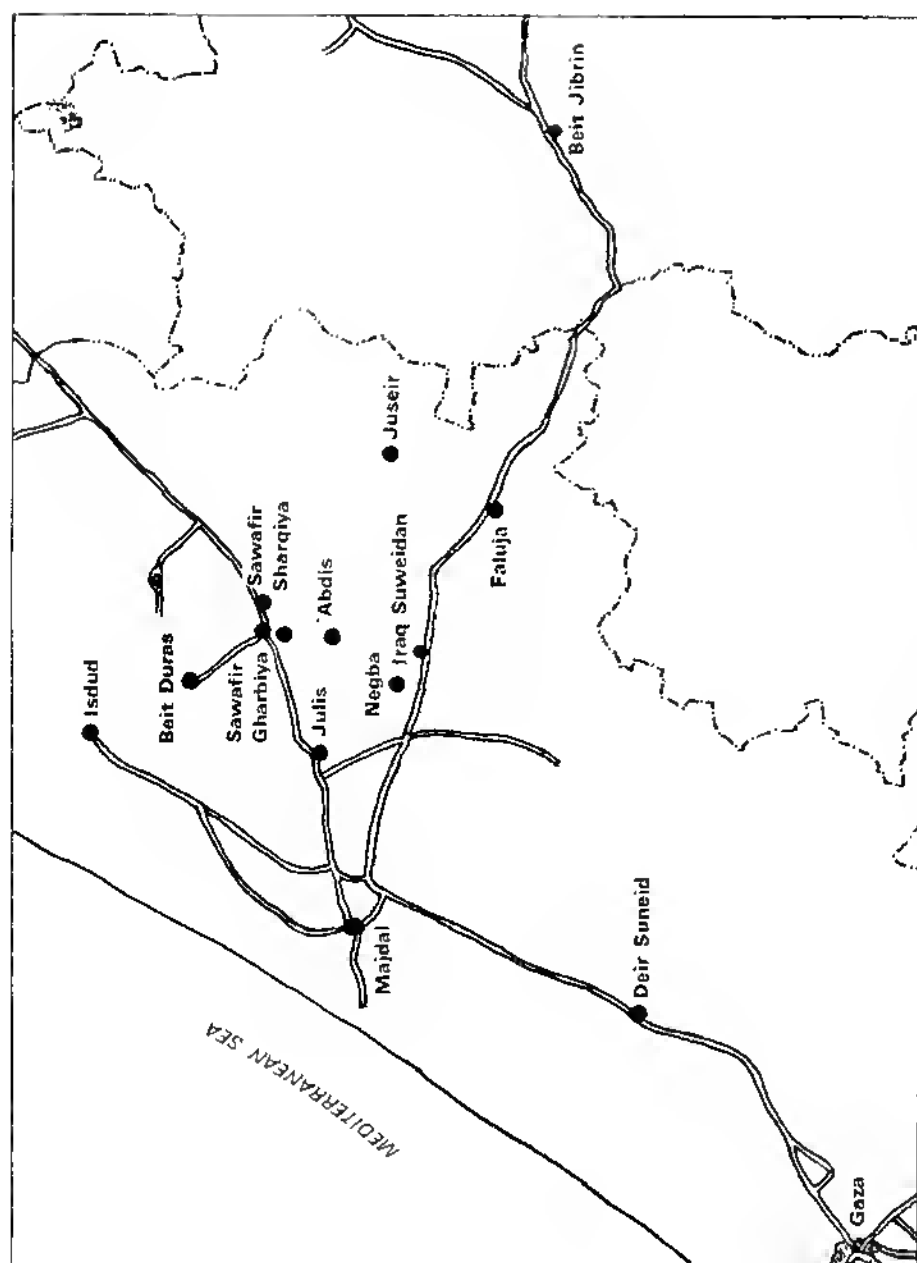 Isdud
Beit Duras
Sawafir
Gharbiya
Sawafir
Sharqiya
MEDITERRANEAN SEA
Julis
'Abdis
Negba
Majdal
Iraq Suweidan
Juseir
Faluja
Beit Jibrin
Deir Suneid
Gaza